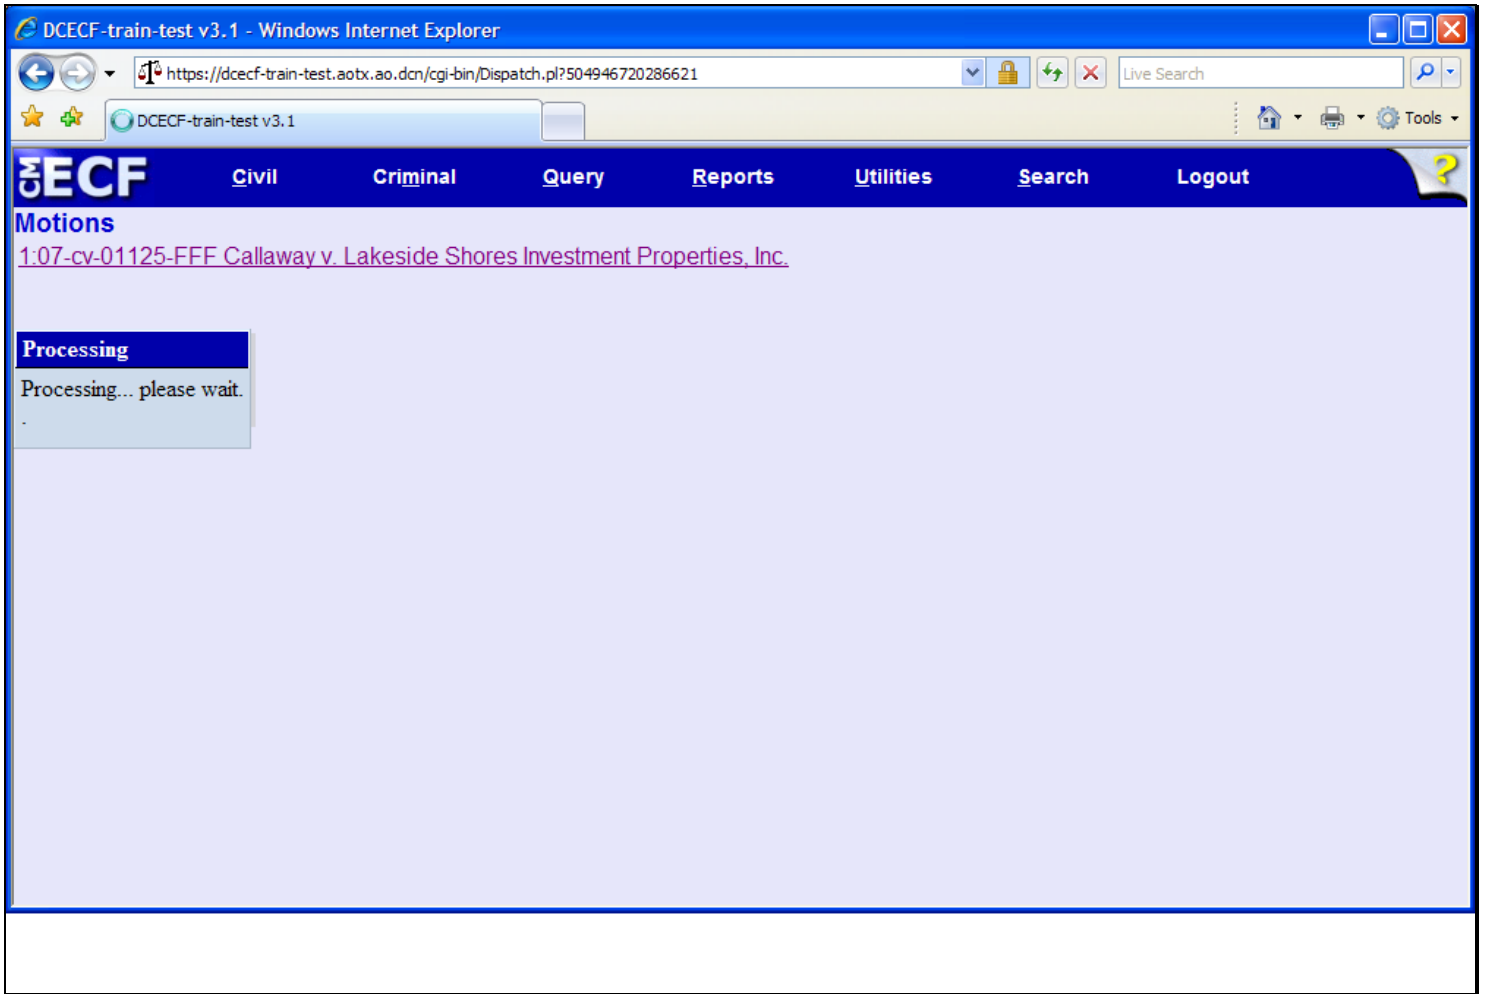 DCECF-train-test v3.1 - Windows Internet Explorer
https://dcecf-train-test.aotx.ao.dcn/cgi-bin/Dispatch.pl?504946720286621
Live Search
DCECF-train-test v3.1
Tools
CM ECF Civil Criminal Query Reports Utilities Search Logout ?
Motions
1:07-cv-01125-FFF Callaway v. Lakeside Shores Investment Properties, Inc.
Processing
Processing... please wait.
.